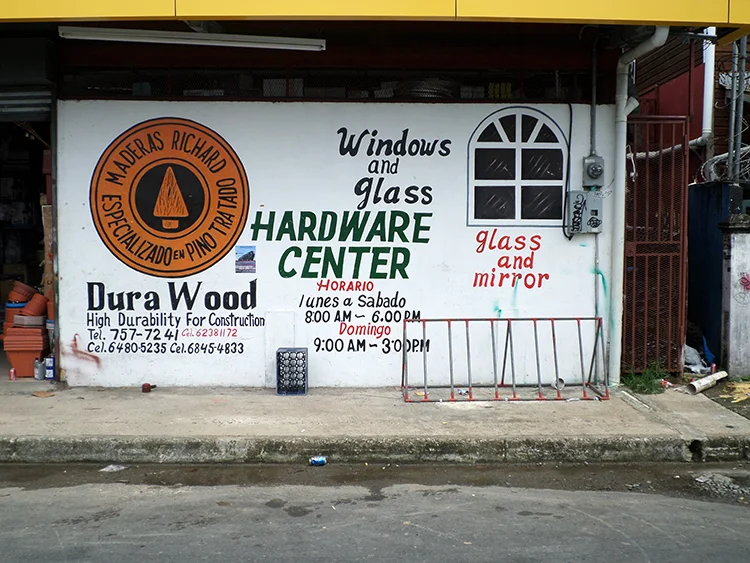 MADERAS RICHARD
ESPECIALIZADO EN PINO TRATADO
Windows
and
glass
HARDWARE
CENTER
HORARIO
lunes a Sabado
8:00 AM ~ 6.00 P.M
Domingo
9:00 AM ~ 3:00 P.M
glass
and
mirror
Dura Wood
High Durability For Construction
Tel. 757-7241 Cel. 62381172
Cel. 6480-5235 Cel. 6845-4833